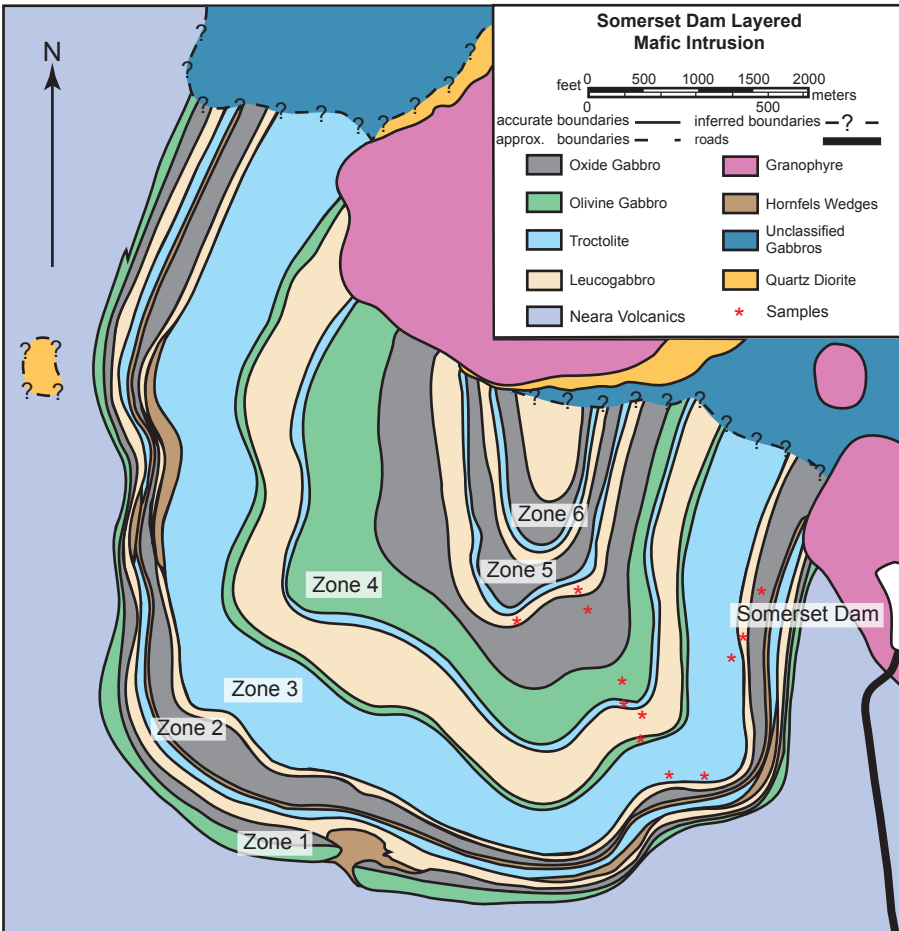 Somerset Dam Layered
Mafic Intrusion
N
feet 0 500 1000 1500 2000
0 500 meters
accurate boundaries inferred boundaries ?
approx. boundaries roads
Oxide Gabbro
Granophyre
Olivine Gabbro
Hornfels Wedges
Troctolite
Unclassified
Gabbros
Leucogabbro
Quartz Diorite
Neara Volcanics
* Samples
Zone 6
Zone 5
Zone 4
Somerset Dam
Zone 3
Zone 2
Zone 1